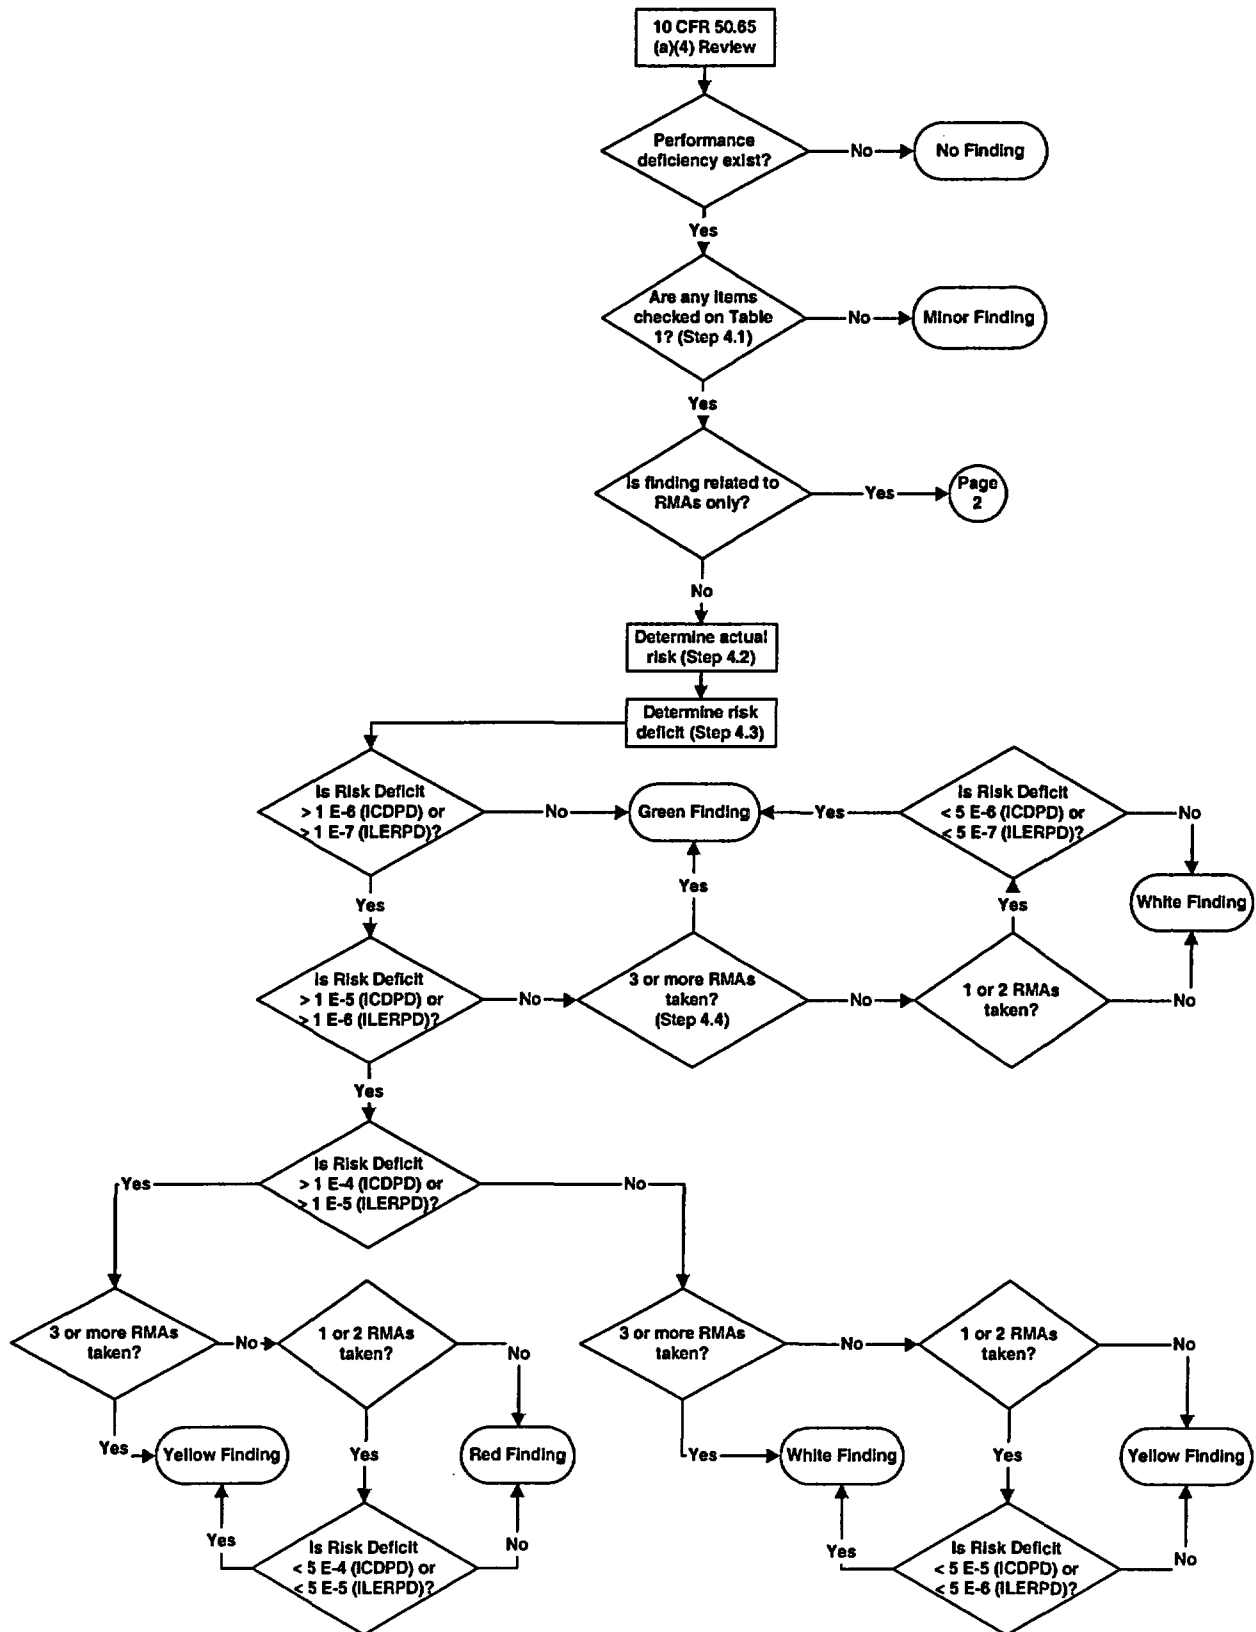 10 CFR 50.65
(a)(4) Review
Performance
deficiency exist?
No
No Finding
Yes
Are any items
checked on Table
1? (Step 4.1)
No
Minor Finding
Yes
Is finding related to
RMAs only?
Yes
Page
2
No
Determine actual
risk (Step 4.2)
Determine risk
deficit (Step 4.3)
Is Risk Deficit
> 1 E-6 (ICDPD) or
> 1 E-7 (ILERPD)?
No
Green Finding
Yes
Is Risk Deficit
< 5 E-6 (ICDPD) or
< 5 E-7 (ILERPD)?
No
White Finding
Yes
Yes
Yes
Is Risk Deficit
> 1 E-5 (ICDPD) or
> 1 E-6 (ILERPD)?
No
3 or more RMAs
taken?
(Step 4.4)
No
1 or 2 RMAs
taken?
No
Yes
Is Risk Deficit
> 1 E-4 (ICDPD) or
> 1 E-5 (ILERPD)?
Yes
No
3 or more RMAs
taken?
No
1 or 2 RMAs
taken?
No
3 or more RMAs
taken?
No
1 or 2 RMAs
taken?
No
Yes
Yellow Finding
Yes
Red Finding
Yes
White Finding
Yes
Yellow Finding
Yes
Is Risk Deficit
< 5 E-4 (ICDPD) or
< 5 E-5 (ILERPD)?
No
Yes
Is Risk Deficit
< 5 E-5 (ICDPD) or
< 5 E-6 (ILERPD)?
No